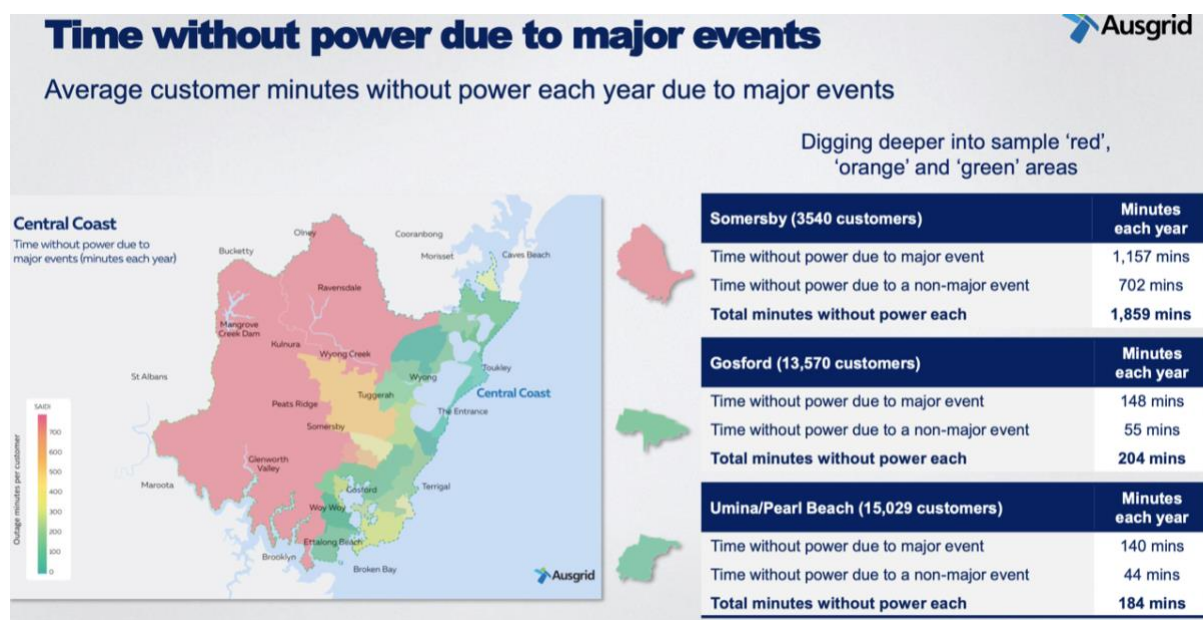 Time without power due to major events
Ausgrid
Average customer minutes without power each year due to major events
Digging deeper into sample ‘red’,
‘orange’ and ‘green’ areas
Central Coast
Time without power due to
major events (minutes each year)
Olney
Cooranbong
Bucketty
Morisset
Caves Beach
Ravensdale
Mangrove
Creek Dam
Kulnura
Wyong Creek
Toukley
St Albans
Wyong
Tuggerah
Central Coast
Peats Ridge
The Entrance
Somersby
Glenworth
Valley
Maroota
Gosford
Terrigal
Woy Woy
Ettalong Beach
Brooklyn
Broken Bay
SAIDI
Outage minutes per customer
700
600
500
400
300
200
100
0
Ausgrid
Somersby (3540 customers) Minutes
each year
Time without power due to major event 1,157 mins
Time without power due to a non-major event 702 mins
Total minutes without power each 1,859 mins
Gosford (13,570 customers) Minutes
each year
Time without power due to major event 148 mins
Time without power due to a non-major event 55 mins
Total minutes without power each 204 mins
Umina/Pearl Beach (15,029 customers) Minutes
each year
Time without power due to major event 140 mins
Time without power due to a non-major event 44 mins
Total minutes without power each 184 mins